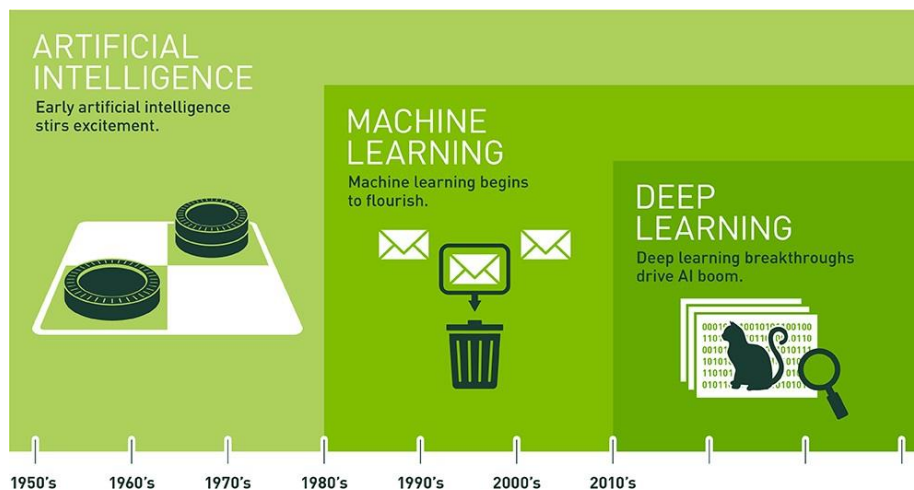 ARTIFICIAL
INTELLIGENCE
Early artificial intelligence
stirs excitement.
MACHINE
LEARNING
Machine learning begins
to flourish.
DEEP
LEARNING
Deep learning breakthroughs
drive AI boom.
1950's
1960's
1970's
1980's
1990's
2000's
2010's